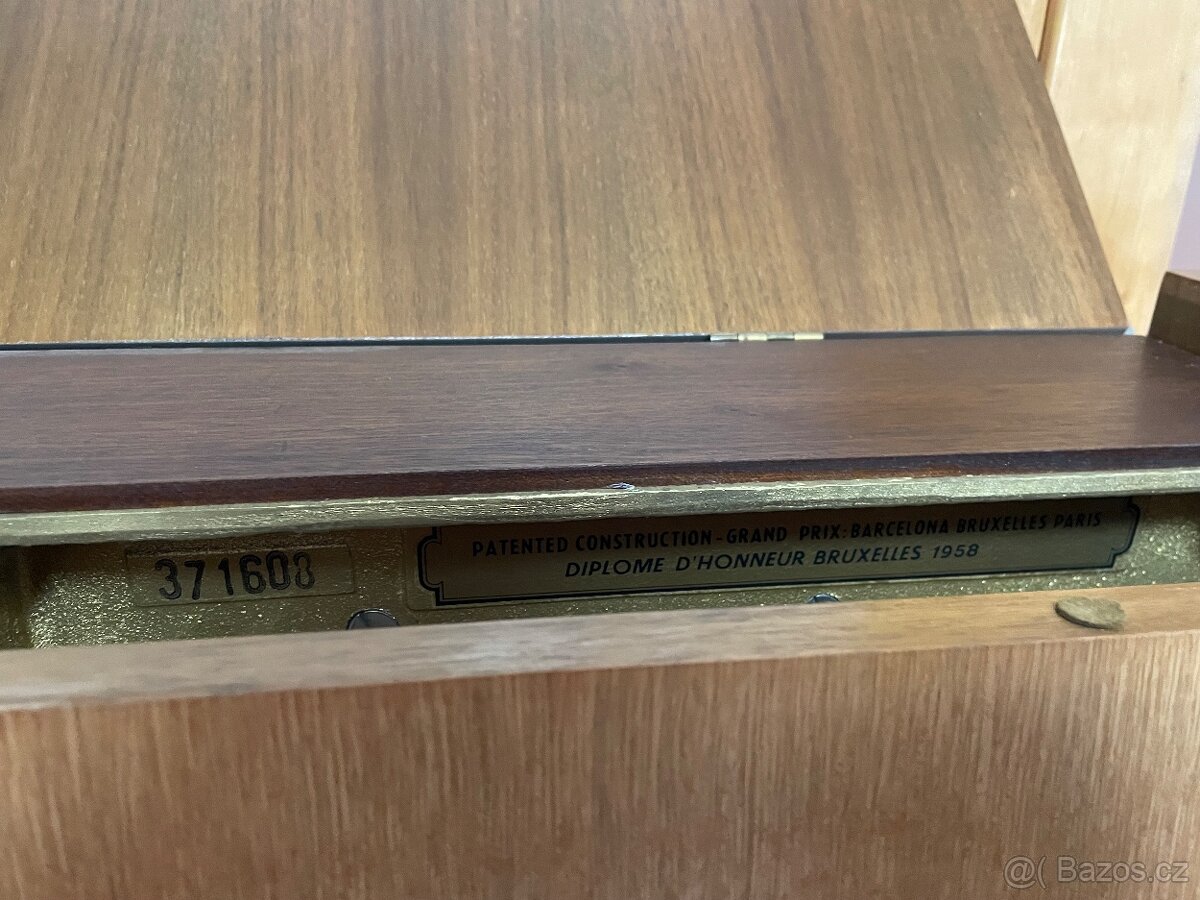 371608
PATENTED CONSTRUCTION-GRAND PRIX: BARCELONA BRUXELLES PARIS
DIPLOME D'HONNEUR BRUXELLES 1958
@( Bazos.cz